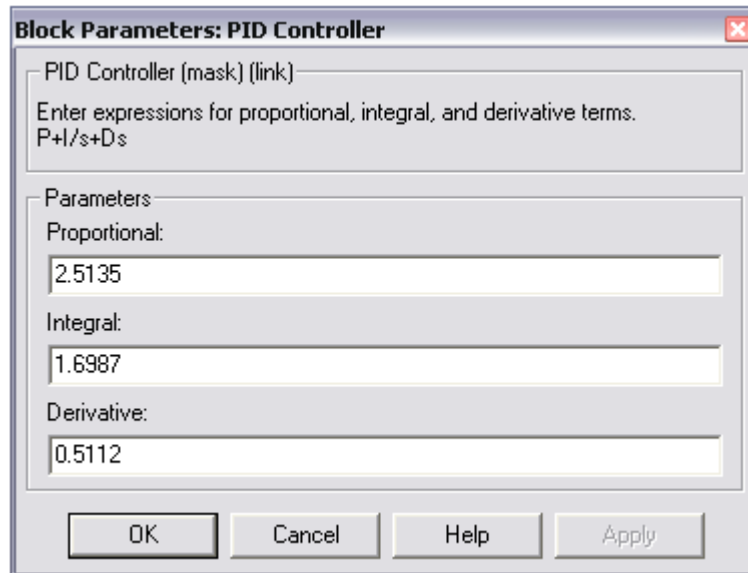 Block Parameters: PID Controller
PID Controller (mask) (link)
Enter expressions for proportional, integral, and derivative terms.
P+I/s+Ds
Parameters
Proportional:
2.5135
Integral:
1.6987
Derivative:
0.5112
OK Cancel Help Apply